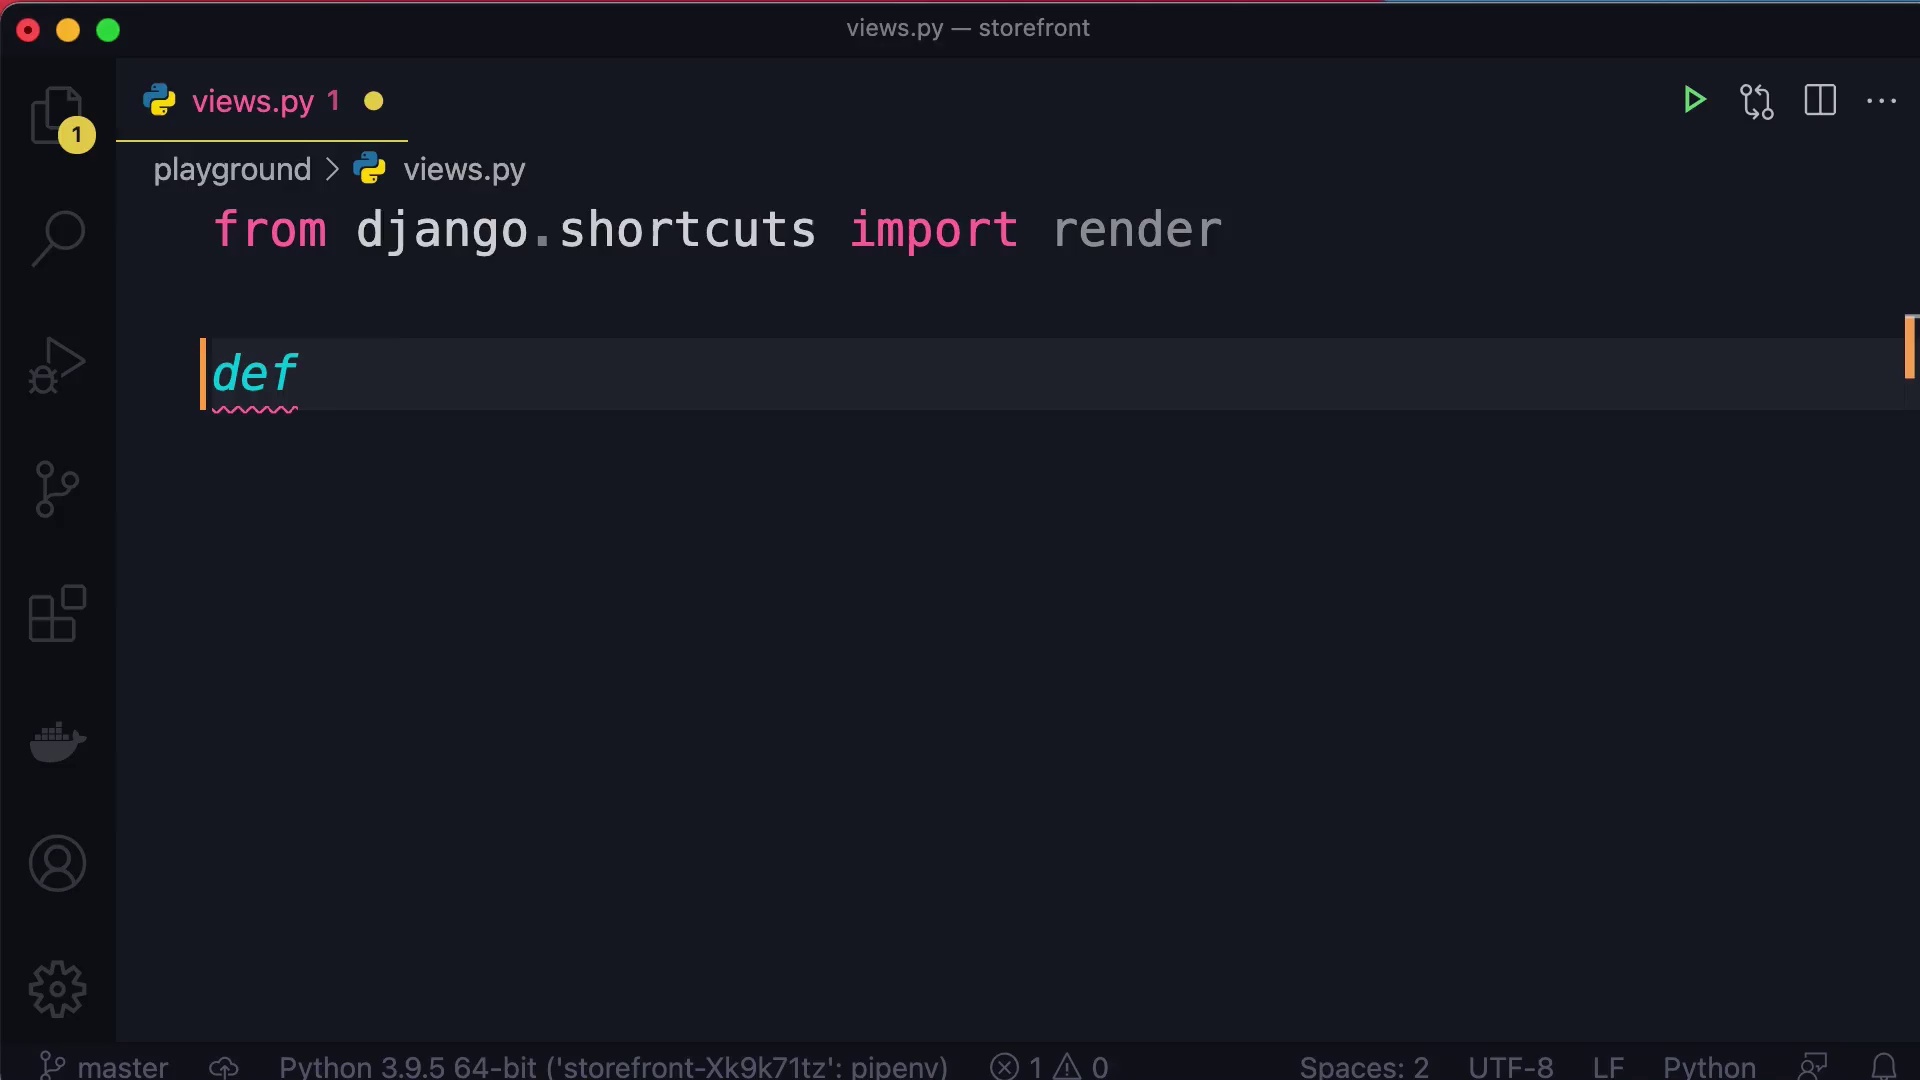 views.py — storefront
views.py 1
1
playground > views.py
from django.shortcuts import render
def
master
Python 3.9.5 64-bit ('storefront-Xk9k71tz': pipenv)
1 0
Spaces: 2
UTF-8
LF
Python